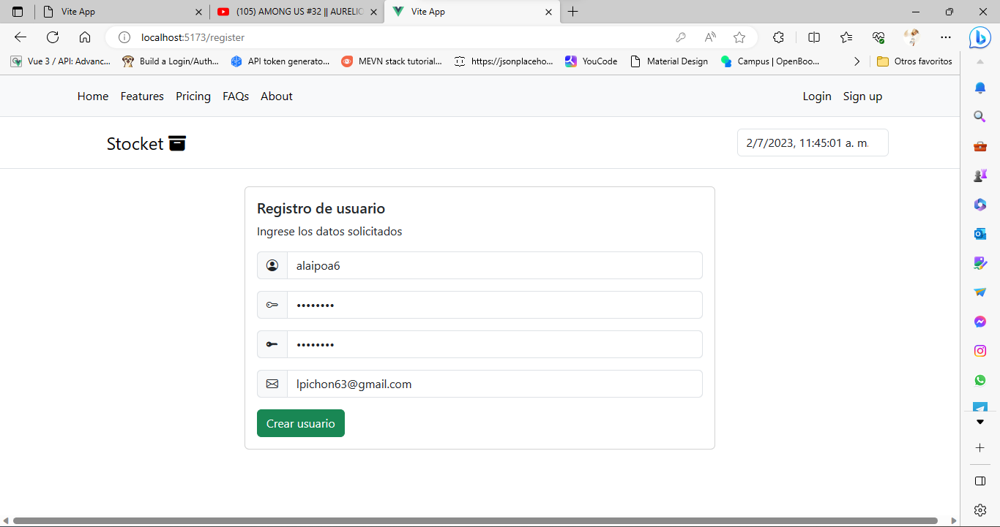 Vite App
(105) AMONG US #32 || AURELIC
Vite App
localhost:5173/register
Vue 3 / API: Advanc...
Build a Login/Auth...
API token generato...
MEVN stack tutorial...
https://jsonplaceho...
YouCode
Material Design
Campus | OpenBoo...
Otros favoritos
Home Features Pricing FAQs About
Login Sign up
Stocket
2/7/2023, 11:45:01 a. m.
Registro de usuario
Ingrese los datos solicitados
alaipoa6
••••••••
••••••••
lpichon63@gmail.com
Crear usuario